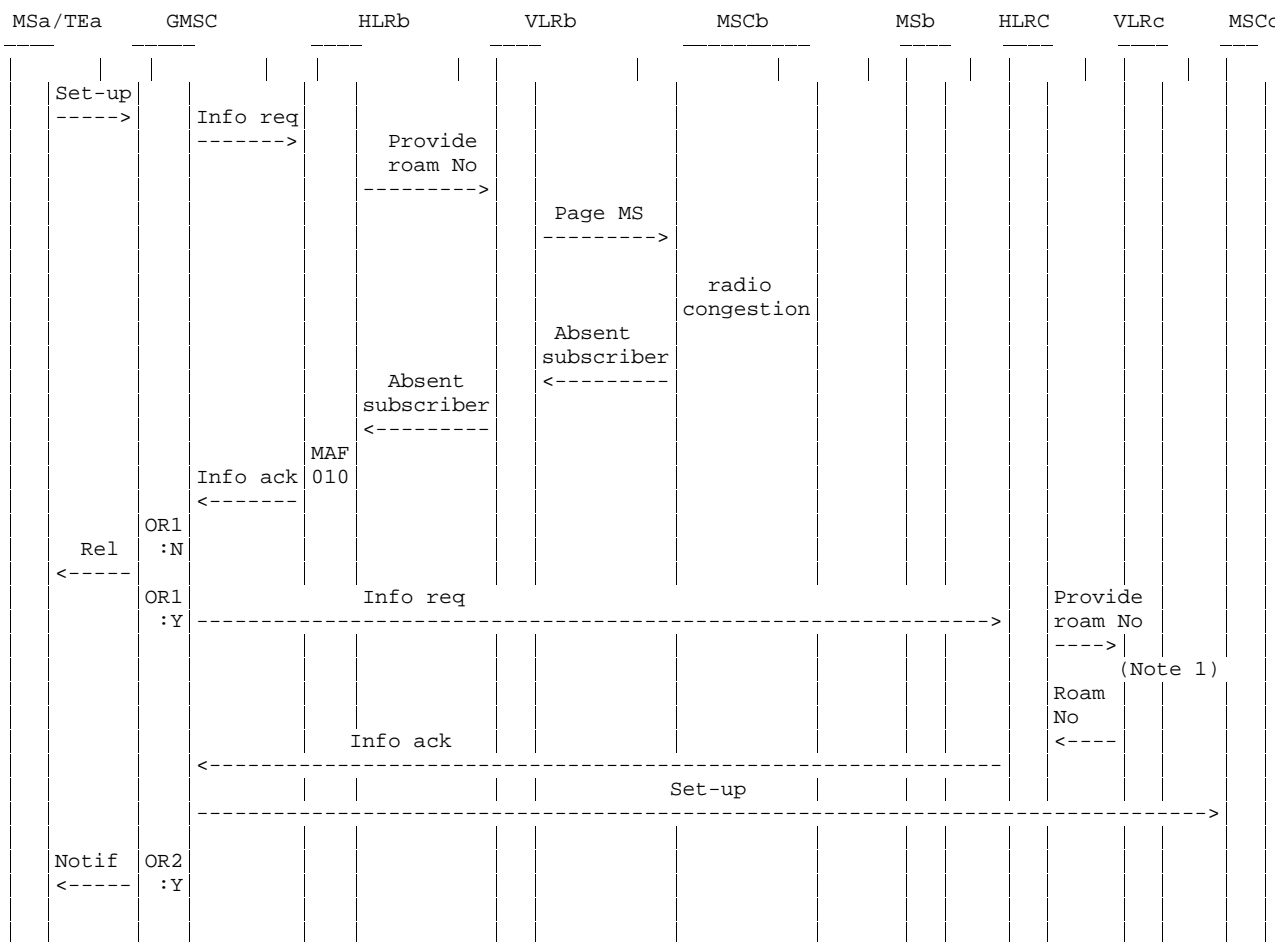 MSa/TEa GMSC HLRb VLRb MSCb MSb HLRC VLRc MSCc
Set-up
-----> Info req
-------> Provide
roam No
--------->
Page MS
--------->
radio
congestion
Absent
subscriber
Absent <---------
subscriber
<---------
MAF
Info ack 010
<-------
OR1
Rel :N
<-----
OR1 Info req Provide
:Y --------------------------------------------------------------> roam No
---->
(Note 1)
Roam
No
Info ack <----
<--------------------------------------------------------------
Set-up
------------------------------------------------------------------------------->
Notif OR2
<----- :Y